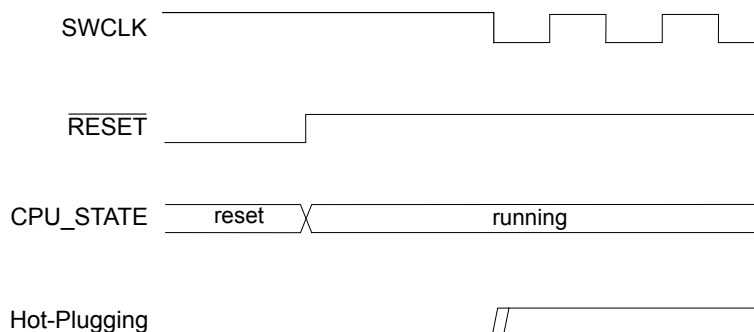 SWCLK
RESET
CPU_STATE reset running
Hot-Plugging